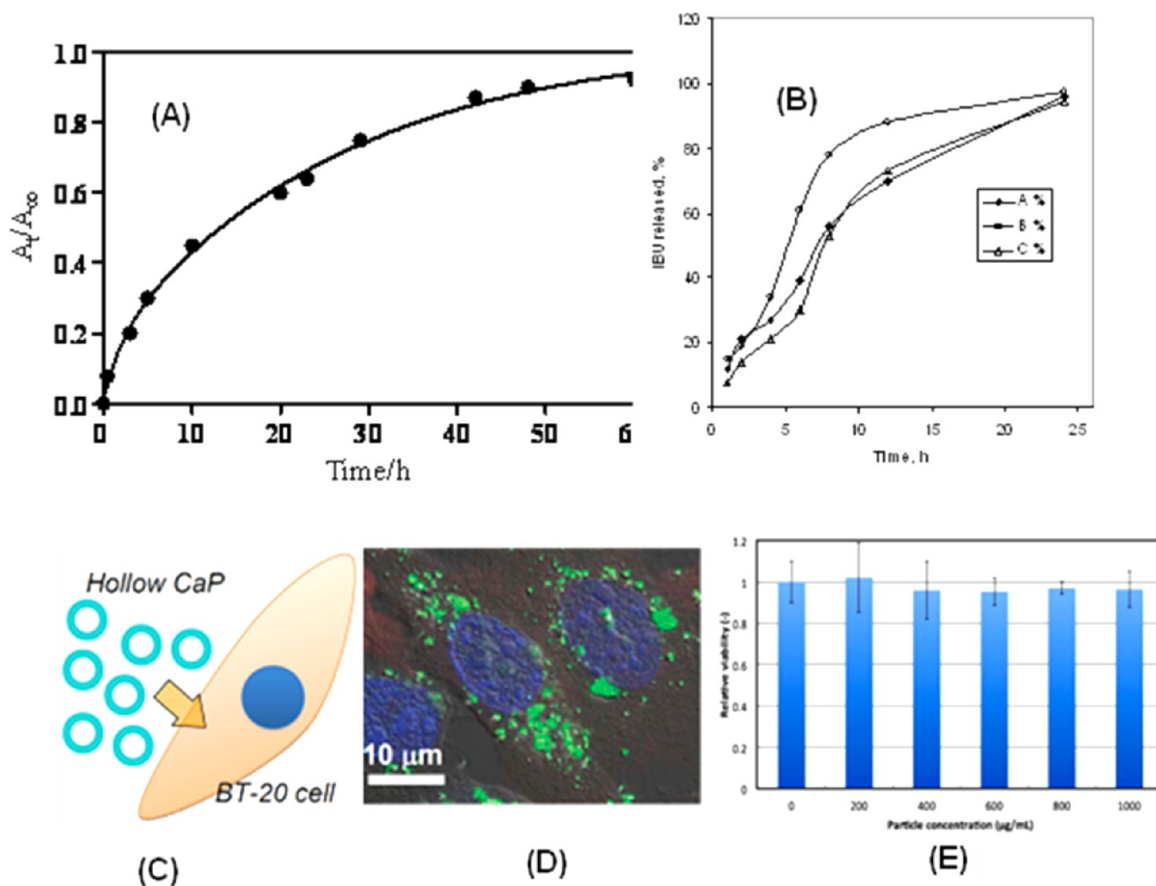 (A)
1.0
0.8
0.6
0.4
0.2
0.0
At/A∞
0 10 20 30 40 50 6
Time/h
(B)
120
100
80
60
40
20
0
IBU released, %
A %
B %
C %
0 5 10 15 20 25
Time, h
Hollow CaP
BT-20 cell
(C)
10 µm
(D)
1.2
1
0.8
0.6
0.4
0.2
0
Relative viability (-)
0 200 400 600 800 1000
Particle concentration (µg/mL)
(E)